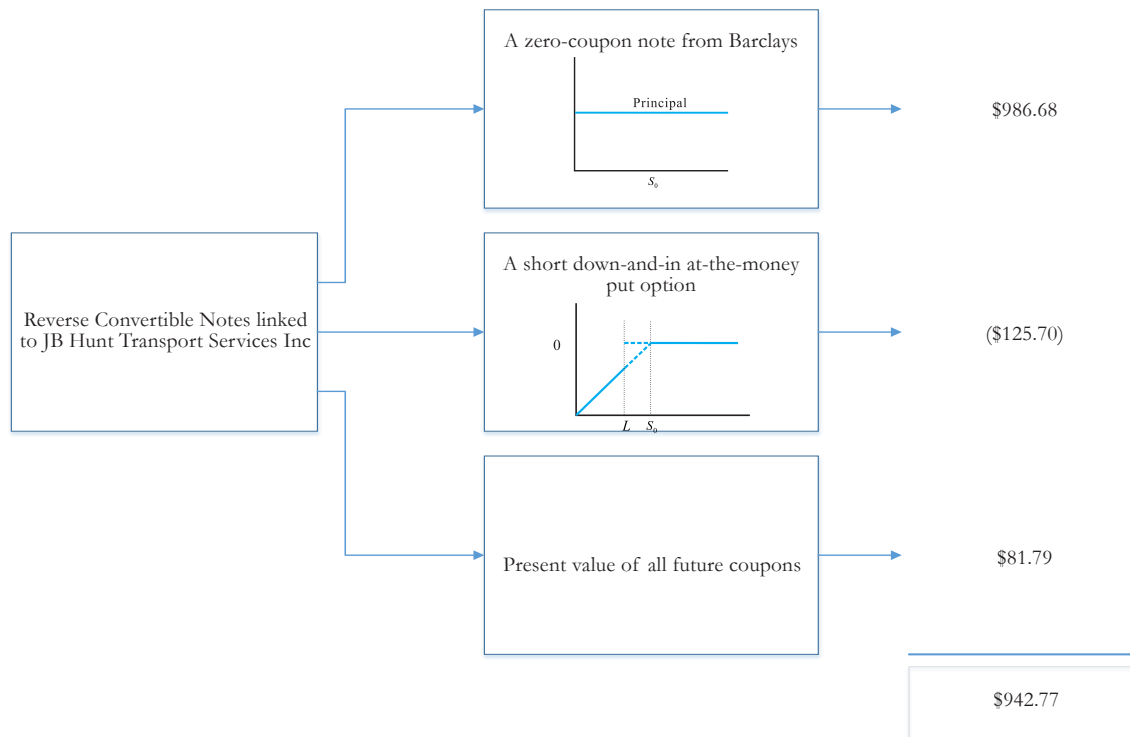 A zero-coupon note from Barclays
Principal
S₀
$986.68
Reverse Convertible Notes linked
to JB Hunt Transport Services Inc
A short down-and-in at-the-money
put option
0
L S₀
($125.70)
Present value of all future coupons
$81.79
$942.77